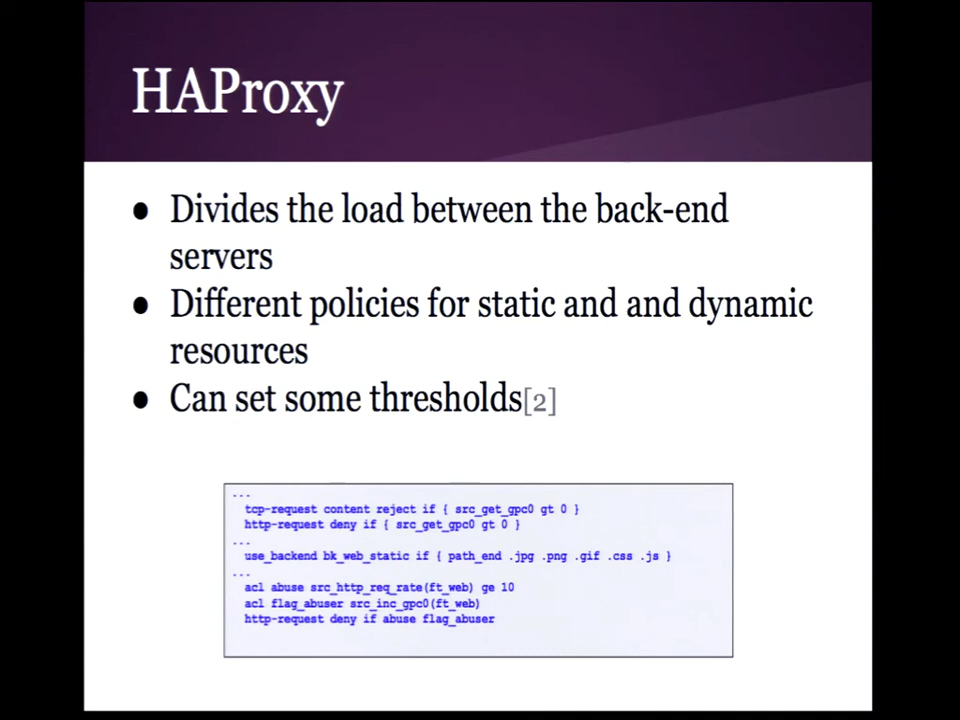 HAProxy
● Divides the load between the back-end
servers
● Different policies for static and and dynamic
resources
● Can set some thresholds[2]
...
tcp-request content reject if { src_get_gpc0 gt 0 }
http-request deny if { src_get_gpc0 gt 0 }
...
use_backend bk_web_static if { path_end .jpg .png .gif .css .js }
...
acl abuse src_http_req_rate(ft_web) ge 10
acl flag_abuser src_inc_gpc0(ft_web)
http-request deny if abuse flag_abuser